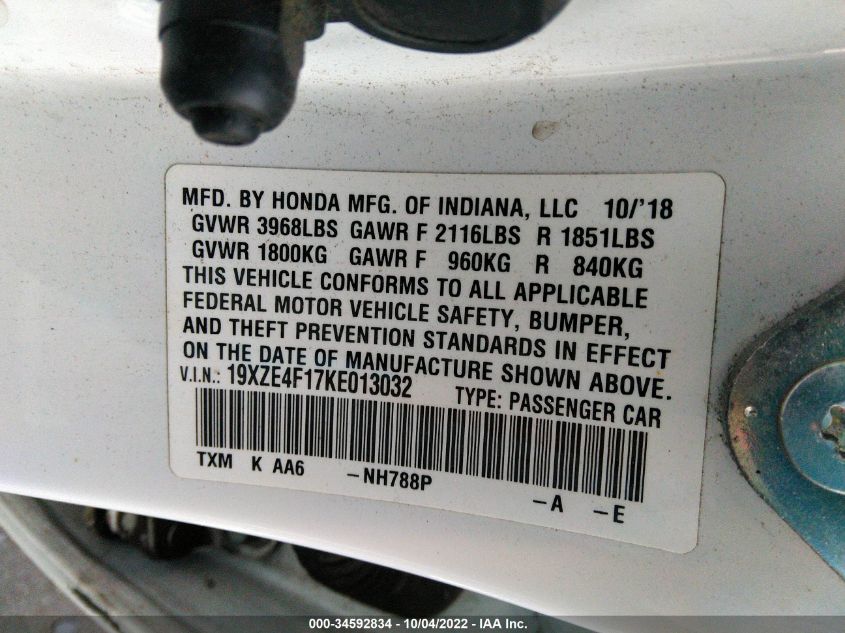 MFD. BY HONDA MFG. OF INDIANA, LLC 10/'18
GVWR 3968LBS GAWR F 2116LBS R 1851LBS
GVWR 1800KG GAWR F 960KG R 840KG
THIS VEHICLE CONFORMS TO ALL APPLICABLE
FEDERAL MOTOR VEHICLE SAFETY, BUMPER,
AND THEFT PREVENTION STANDARDS IN EFFECT
ON THE DATE OF MANUFACTURE SHOWN ABOVE.
V.I.N.: 19XZE4F17KE013032 TYPE: PASSENGER CAR
TXM K AA6 -NH788P -A -E
000-34592834 - 10/04/2022 - IAA Inc.